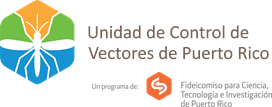 Unidad de Control de
Vectores de Puerto Rico
Un programa de:
Fideicomiso para Ciencia,
Tecnología e Investigación
de Puerto Rico